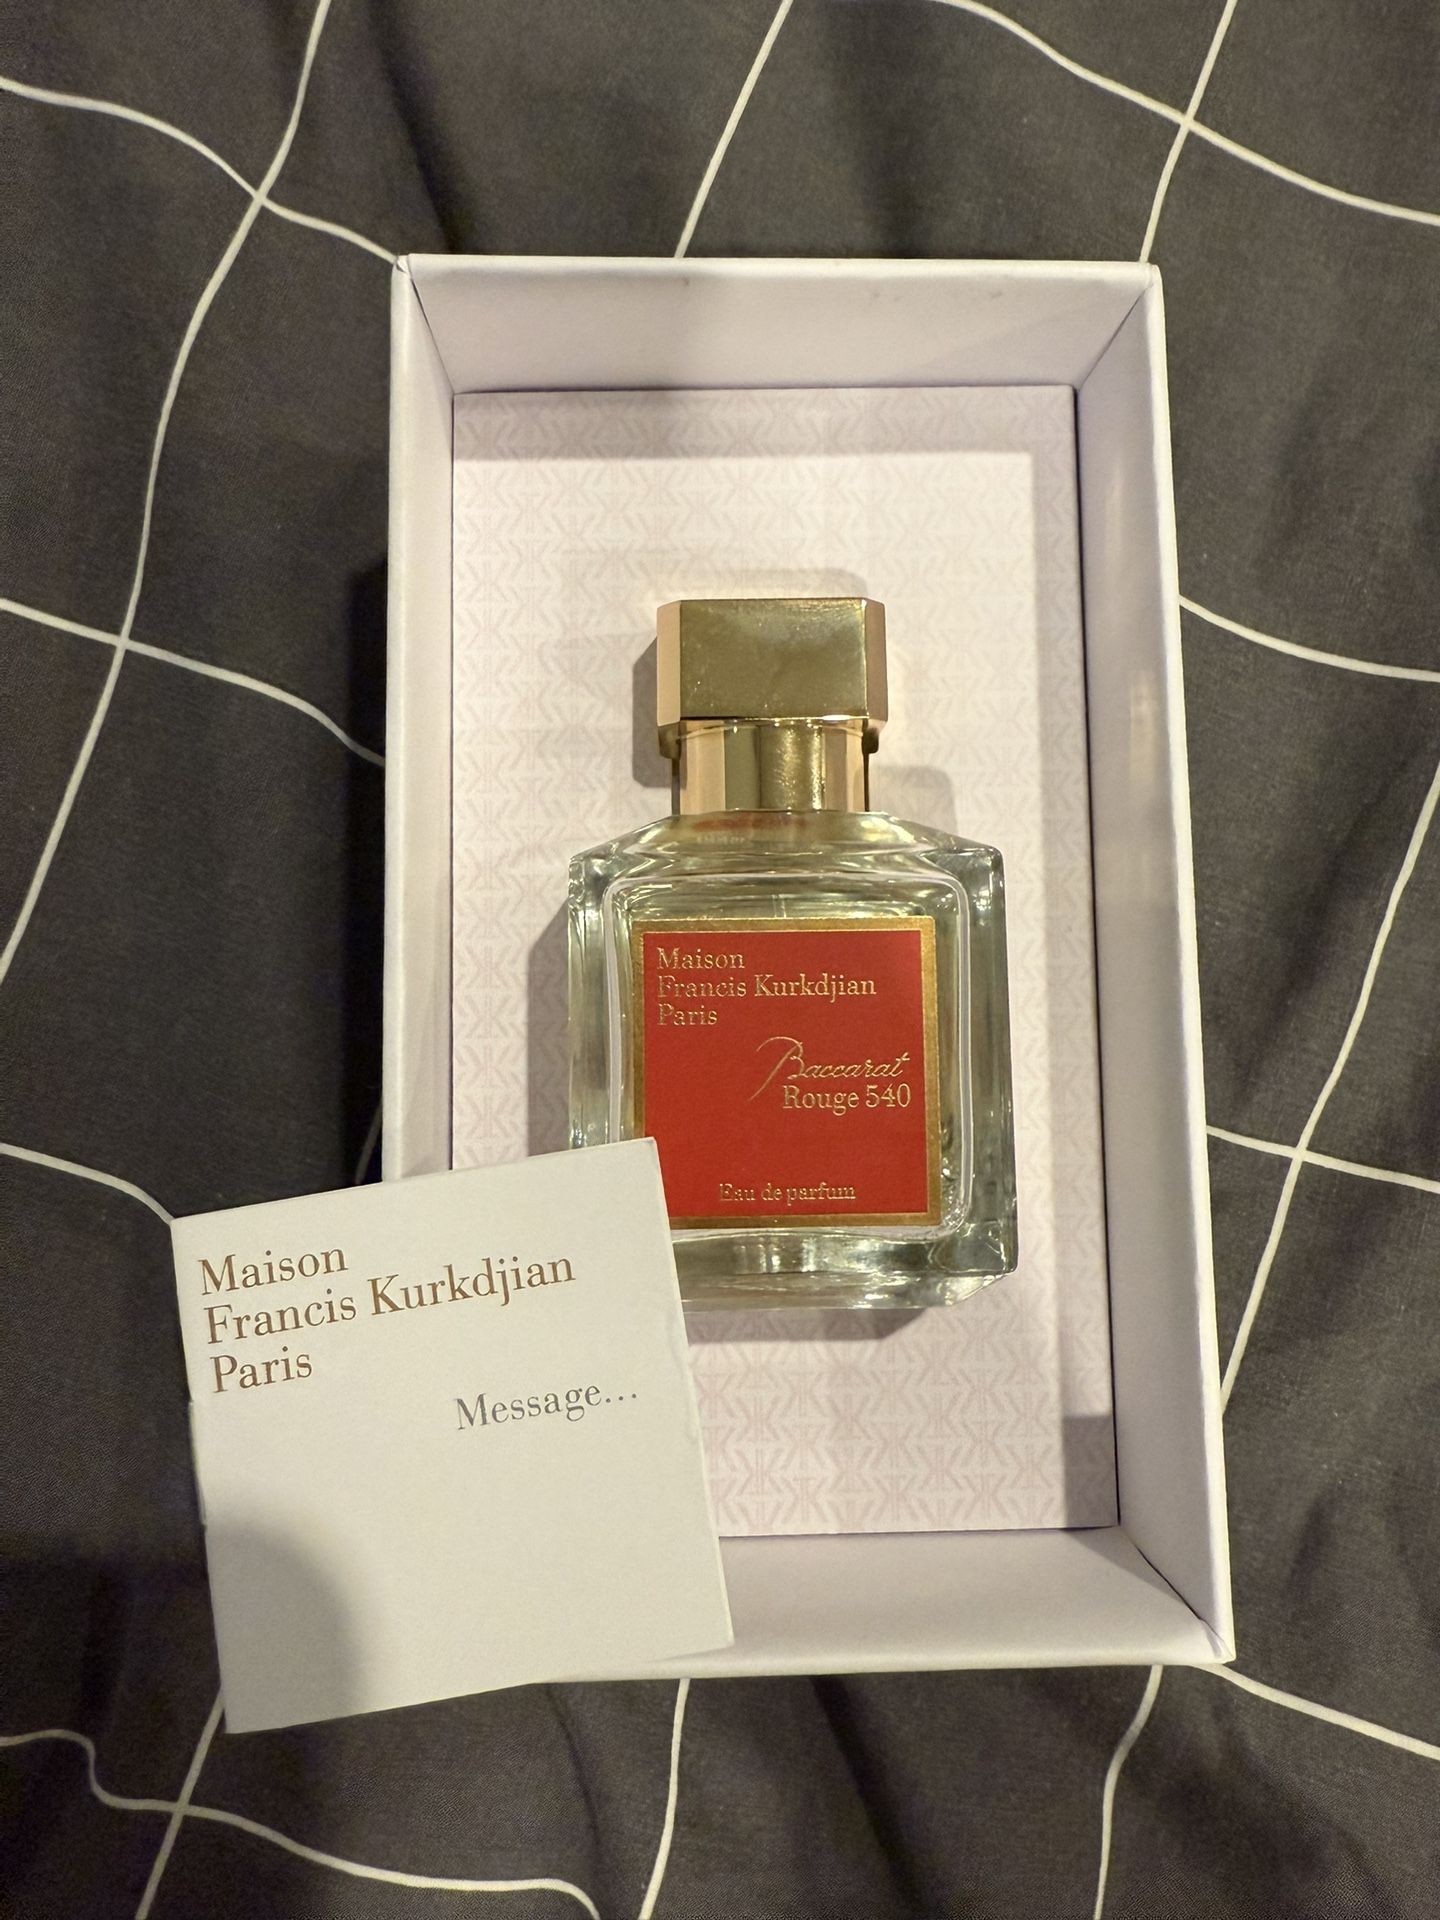 Maison
Francis Kurkdjian
Paris
Baccarat
Rouge 540
Eau de parfum
Maison
Francis Kurkdjian
Paris
Message...